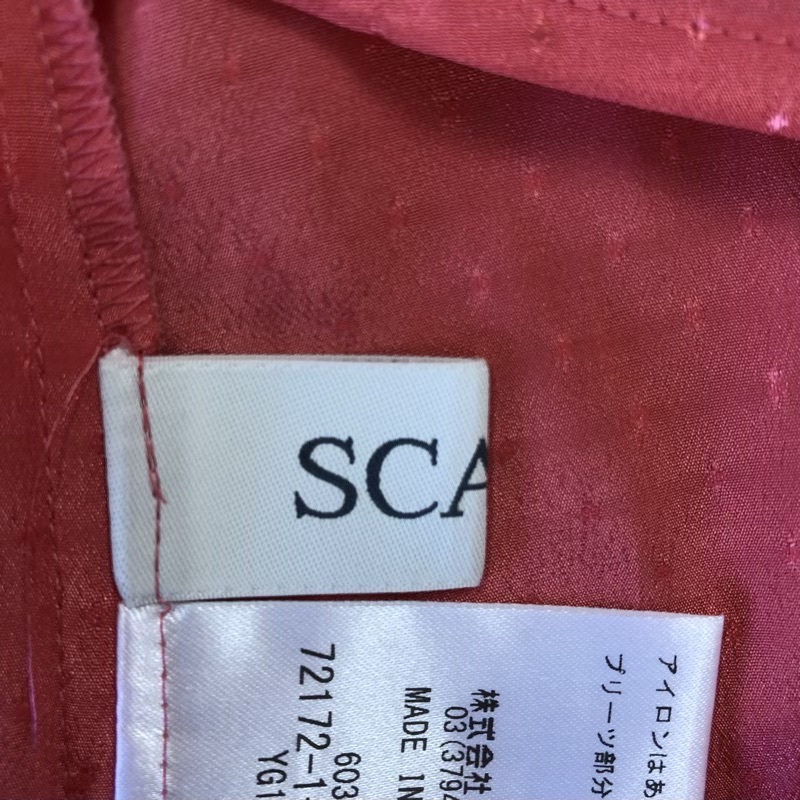 SCA
アイロンはあ
プリーツ部分
株式会社
03(3794
MADE IN
603
72172-1-
YG1